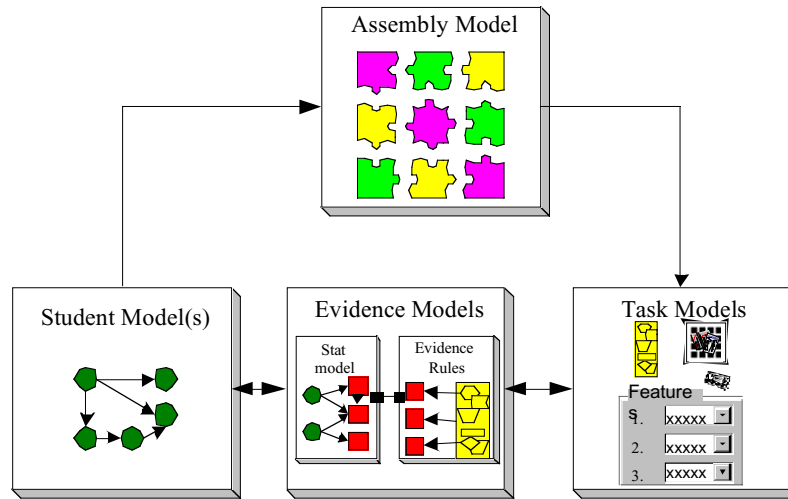 Assembly Model
Student Model(s)
Evidence Models
Stat
model
Evidence
Rules
Task Models
Feature
s
1. xxxxx
2. xxxxx
3. xxxxx